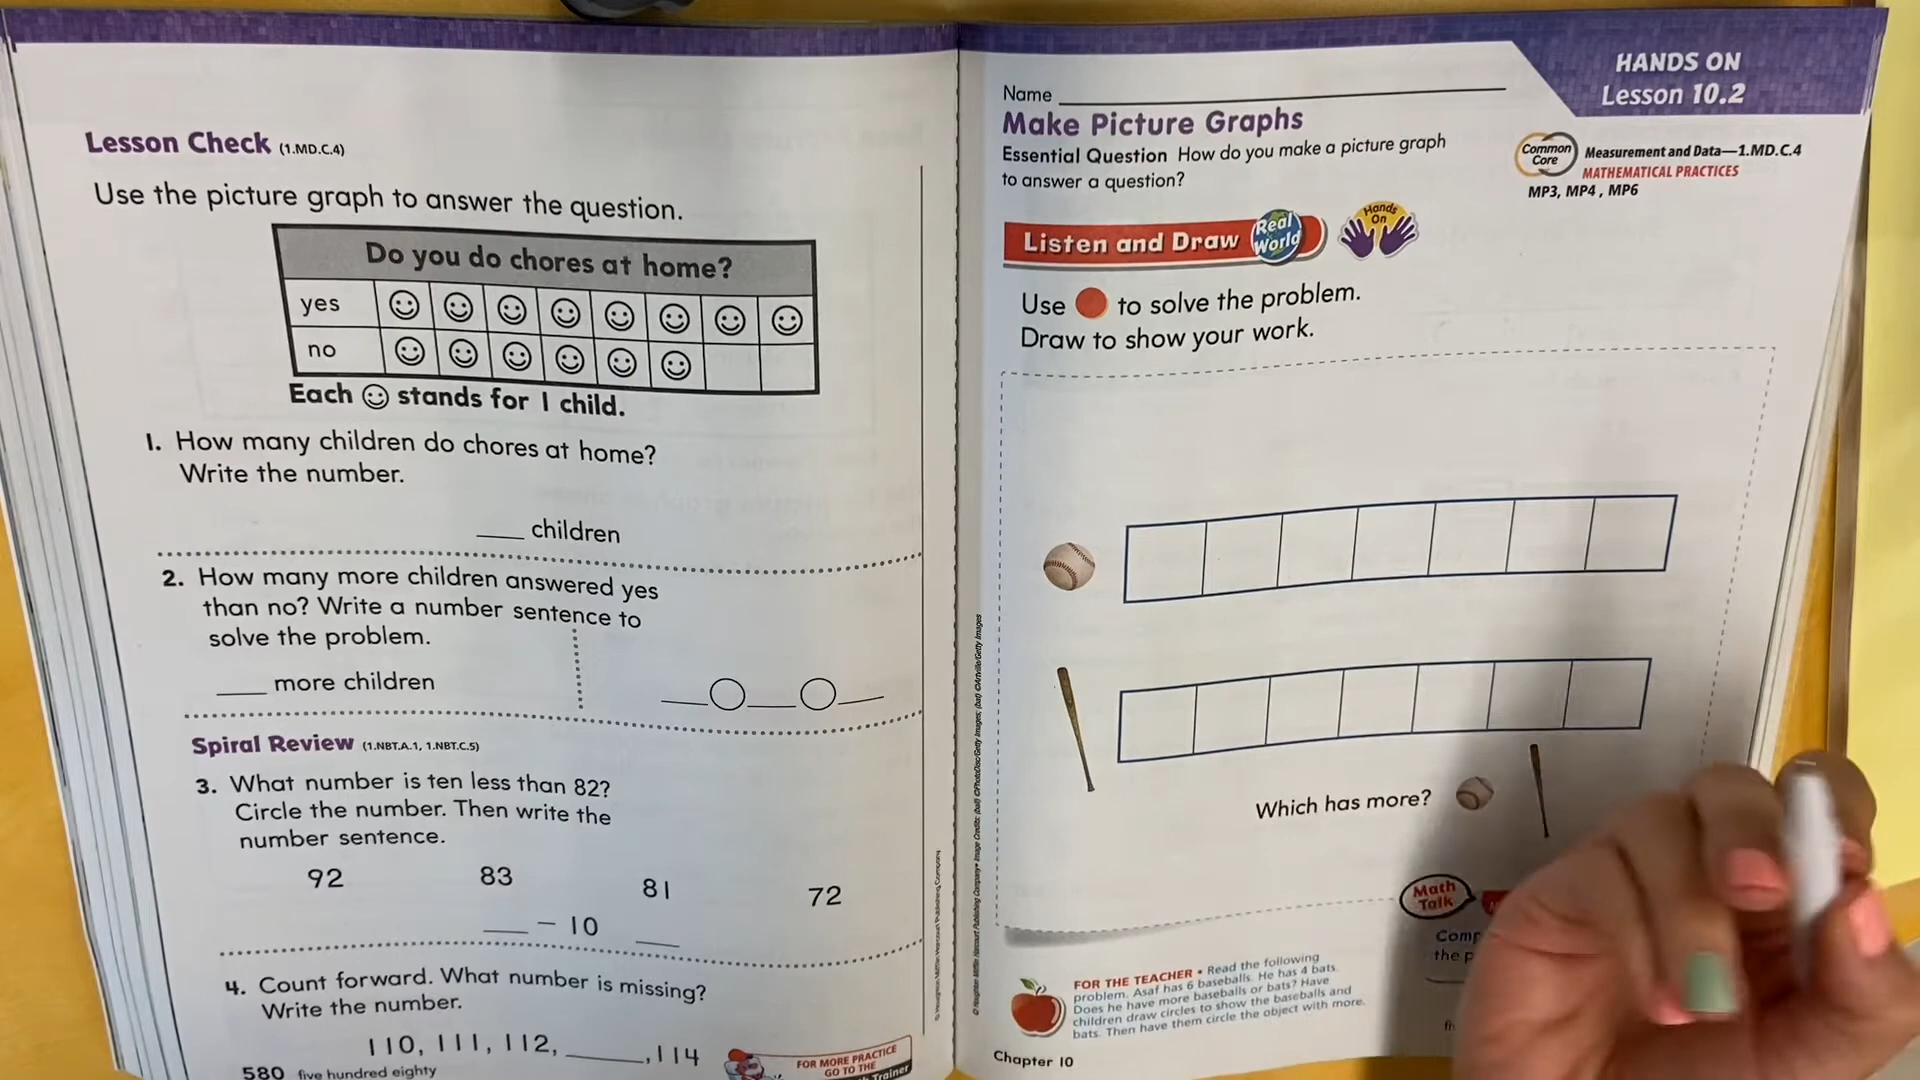 Lesson Check (1.MD.C.4)
Use the picture graph to answer the question.
Do you do chores at home?
yes
no
Each stands for 1 child.
1. How many children do chores at home?
Write the number.
____ children
2. How many more children answered yes
than no? Write a number sentence to
solve the problem.
____ more children
Spiral Review (1.NBT.A.1, 1.NBT.C.5)
3. What number is ten less than 82?
Circle the number. Then write the
number sentence.
92 83 81 72
____ − 10 ____
4. Count forward. What number is missing?
Write the number.
110, 111, 112, ______, 114
580 five hundred eighty
FOR MORE PRACTICE
GO TO THE
Trainer
HANDS ON
Lesson 10.2
Name
Make Picture Graphs
Essential Question How do you make a picture graph
to answer a question?
Common
Core
Measurement and Data—1.MD.C.4
MATHEMATICAL PRACTICES
MP3, MP4, MP6
Listen and Draw
Real
World
Hands
On
Use to solve the problem.
Draw to show your work.
Which has more?
Math
Talk
the
FOR THE TEACHER • Read the following
problem. Asaf has 6 baseballs. He has 4 bats.
Does he have more baseballs or bats? Have
children draw circles to show the baseballs and
bats. Then have them circle the object with more.
Chapter 10